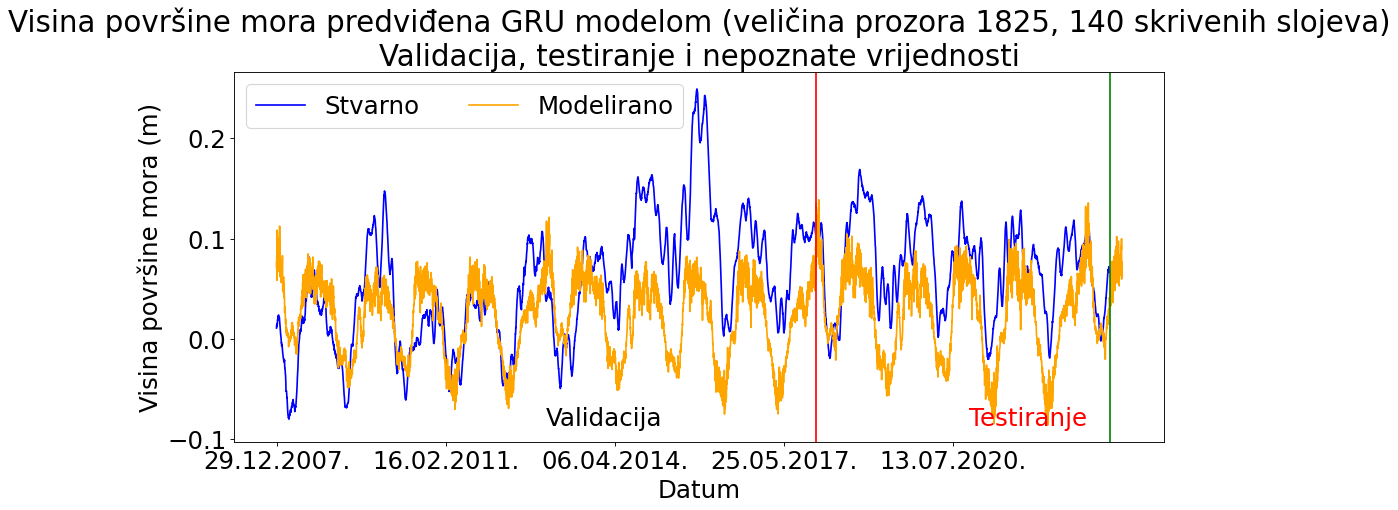 Visina površine mora predviđena GRU modelom (veličina prozora 1825, 140 skrivenih slojeva)
Validacija, testiranje i nepoznate vrijednosti
Stvarno
Modelirano
Visina površine mora (m)
0.2
0.1
0.0
−0.1
Validacija
Testiranje
29.12.2007.
16.02.2011.
06.04.2014.
25.05.2017.
13.07.2020.
Datum